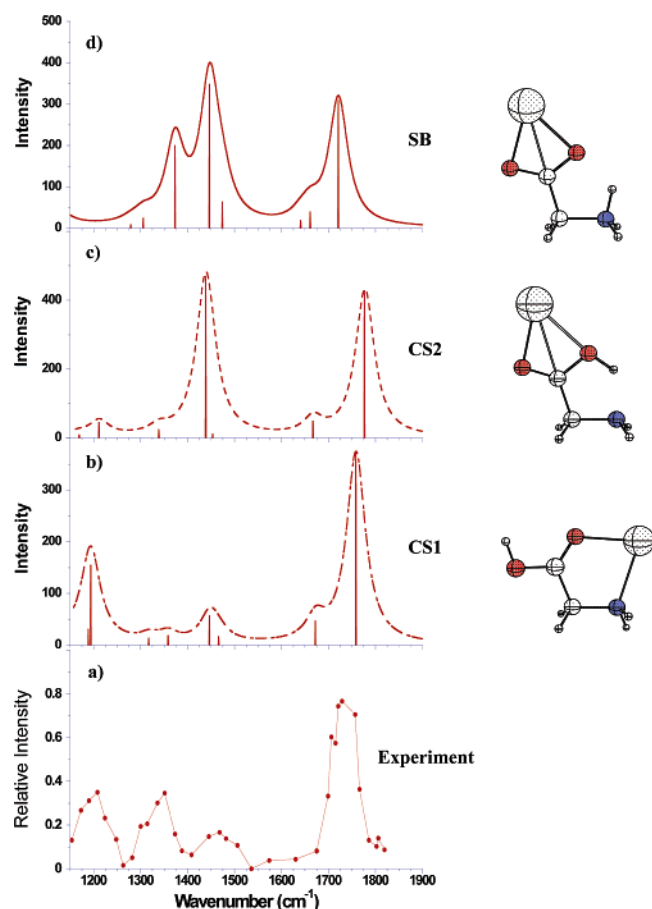 500
400
300
200
100
0
Intensity
d)
SB
400
200
0
Intensity
c)
CS2
300
200
100
0
Intensity
b)
CS1
0.8
0.6
0.4
0.2
0
Relative Intensity
a)
Experiment
1200 1300 1400 1500 1600 1700 1800 1900
Wavenumber (cm-1)